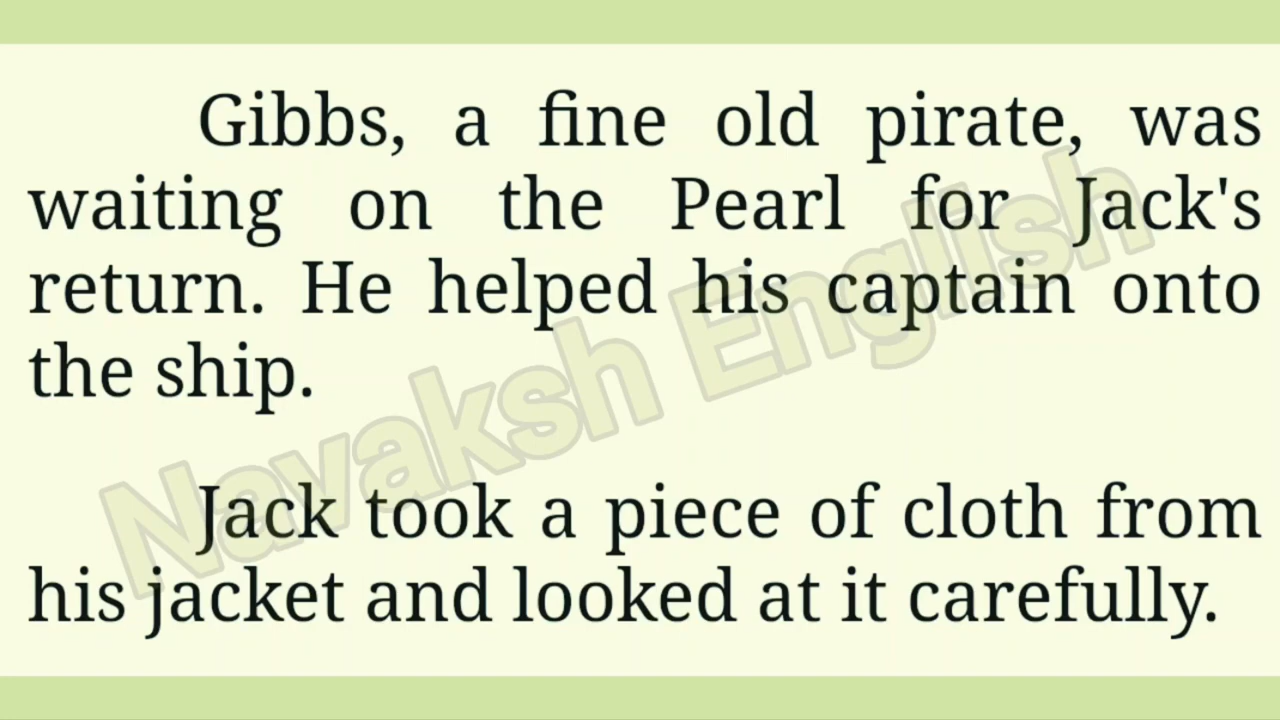 Gibbs, a fine old pirate, was
waiting on the Pearl for Jack's
return. He helped his captain onto
the ship.
Jack took a piece of cloth from
his jacket and looked at it carefully.
Navaksh English